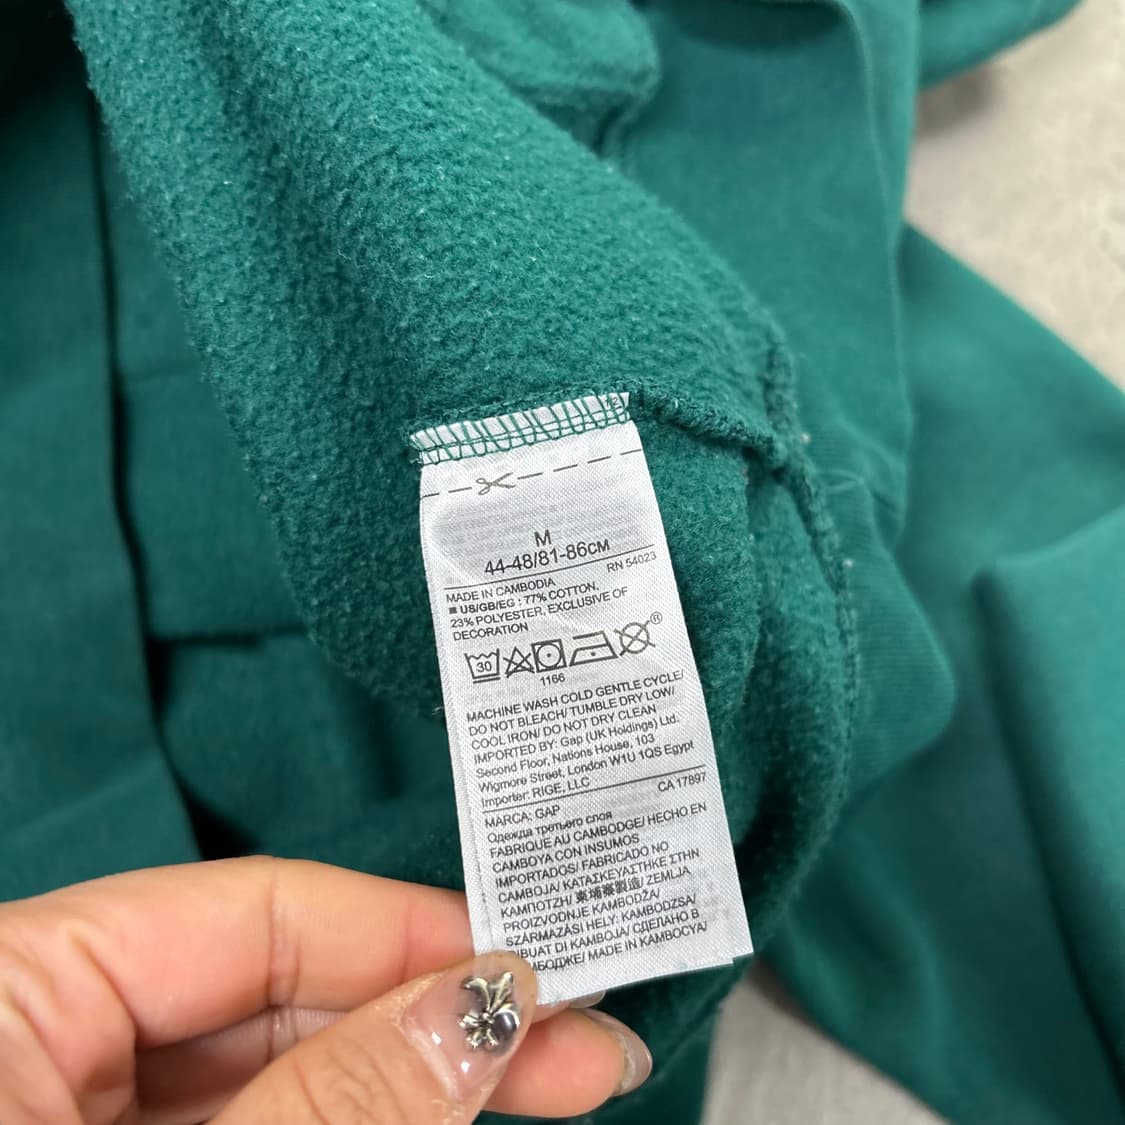 M
44-48/81-86CM
RN 54023
MADE IN CAMBODIA
■ US/GB/EG : 77% COTTON,
23% POLYESTER, EXCLUSIVE OF
DECORATION
30
®
1166
MACHINE WASH COLD GENTLE CYCLE/
DO NOT BLEACH/ TUMBLE DRY LOW/
COOL IRON/ DO NOT DRY CLEAN
IMPORTED BY: Gap (UK Holdings) Ltd.
Second Floor, Nations House, 103
Wigmore Street, London W1U 1QS Egypt
Importer: RIGE, LLC
CA 17897
MARCA: GAP
Одежда третьего слоя
FABRIQUE AU CAMBODGE/ HECHO EN
CAMBOYA CON INSUMOS
IMPORTADOS/ FABRICADO NO
CAMBOJA/ ΚΑΤΑΣΚΕΥΑΣΤΗΚΕ ΣΤΗΝ
ΚΑΜΠΟΤΖΗ/ 柬埔寨製造/ ZEMLJA
PROIZVODNJE KAMBODŽA/
SZÁRMAZÁSI HELY: KAMBODZSA/
DIBUAT DI KAMBOJA/ СДЕЛАНО В
КАМБОДЖЕ/ MADE IN KAMBOCYA/